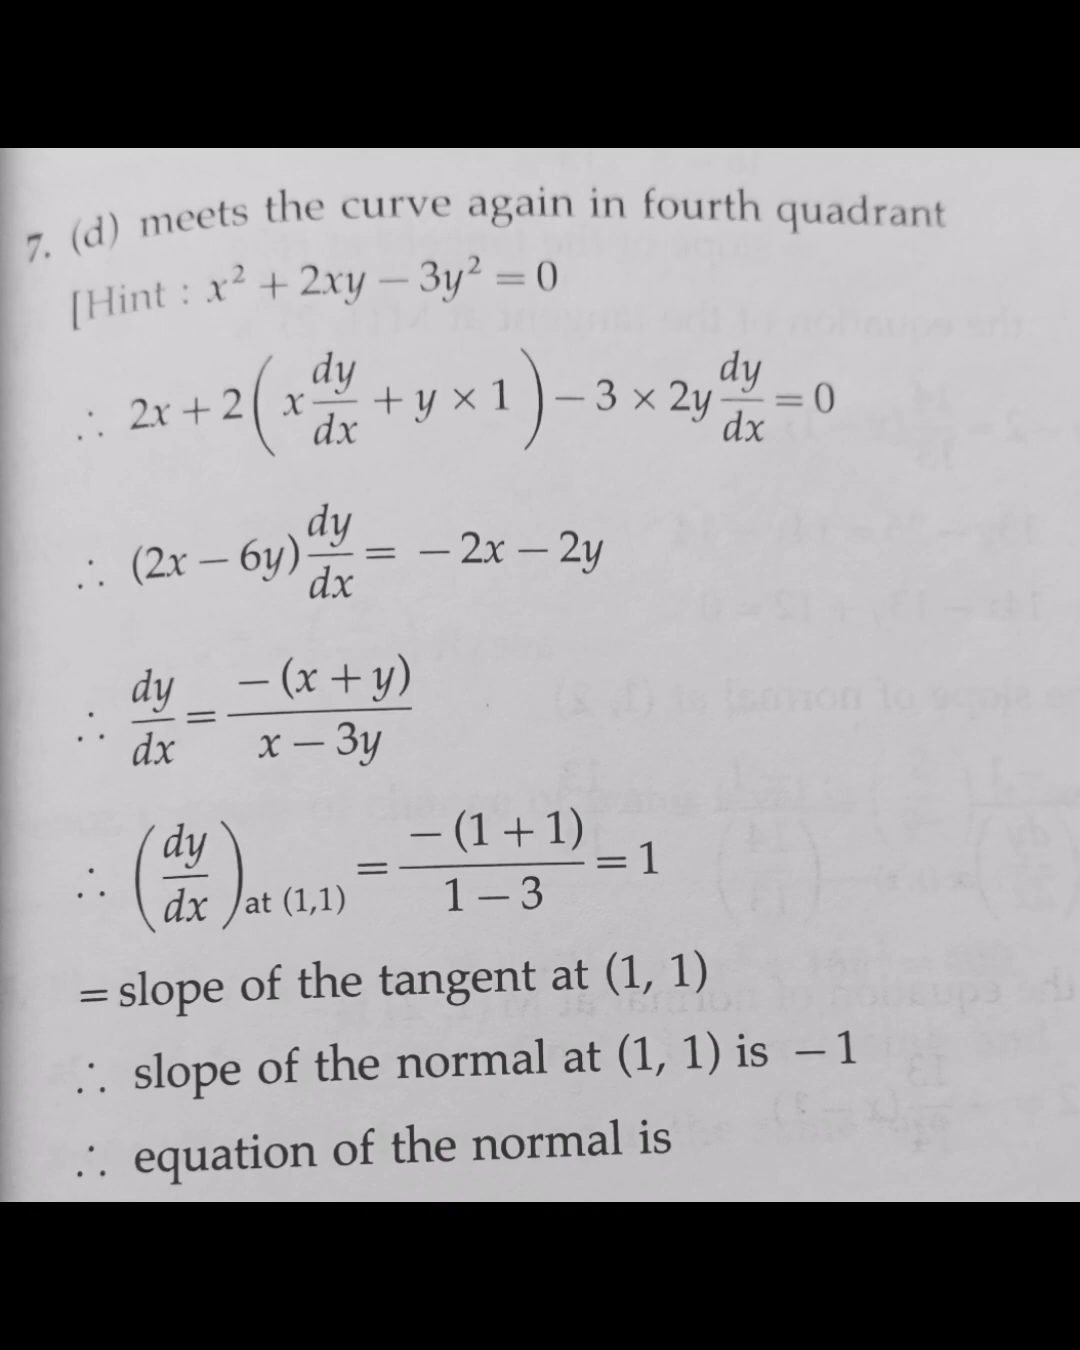 7. (d) meets the curve again in fourth quadrant
[Hint : x² + 2xy − 3y² = 0
∴ 2x + 2(x dy/dx + y × 1) − 3 × 2y dy/dx = 0
∴ (2x − 6y) dy/dx = − 2x − 2y
∴ dy/dx = − (x + y) / x − 3y
∴ (dy/dx) at (1,1) = − (1 + 1) / 1 − 3 = 1
= slope of the tangent at (1, 1)
∴ slope of the normal at (1, 1) is − 1
∴ equation of the normal is